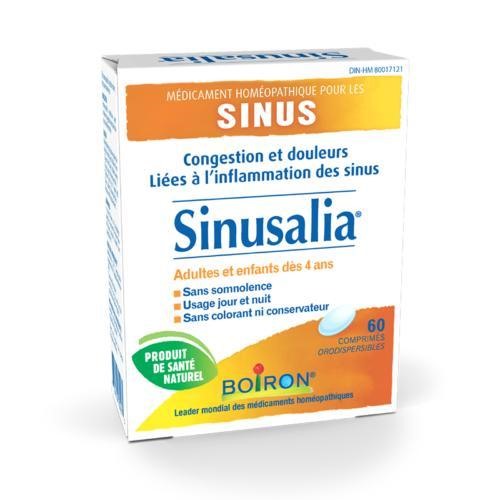 DIN-HM 80017121
MÉDICAMENT HOMÉOPATHIQUE POUR LES
SINUS
Congestion et douleurs
Liées à l'inflammation des sinus
Sinusalia®
Adultes et enfants dès 4 ans
Sans somnolence
Usage jour et nuit
Sans colorant ni conservateur
60
COMPRIMÉS
ORODISPERSIBLES
PRODUIT
DE SANTÉ
NATUREL
BOIRON®
Leader mondial des médicaments homéopathiques